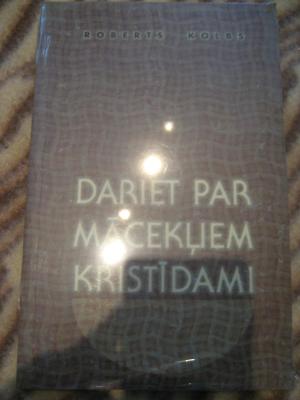 ROBERTS KOLBS
DARIET PAR
MĀCEKĻIEM
KRISTĪDAMI